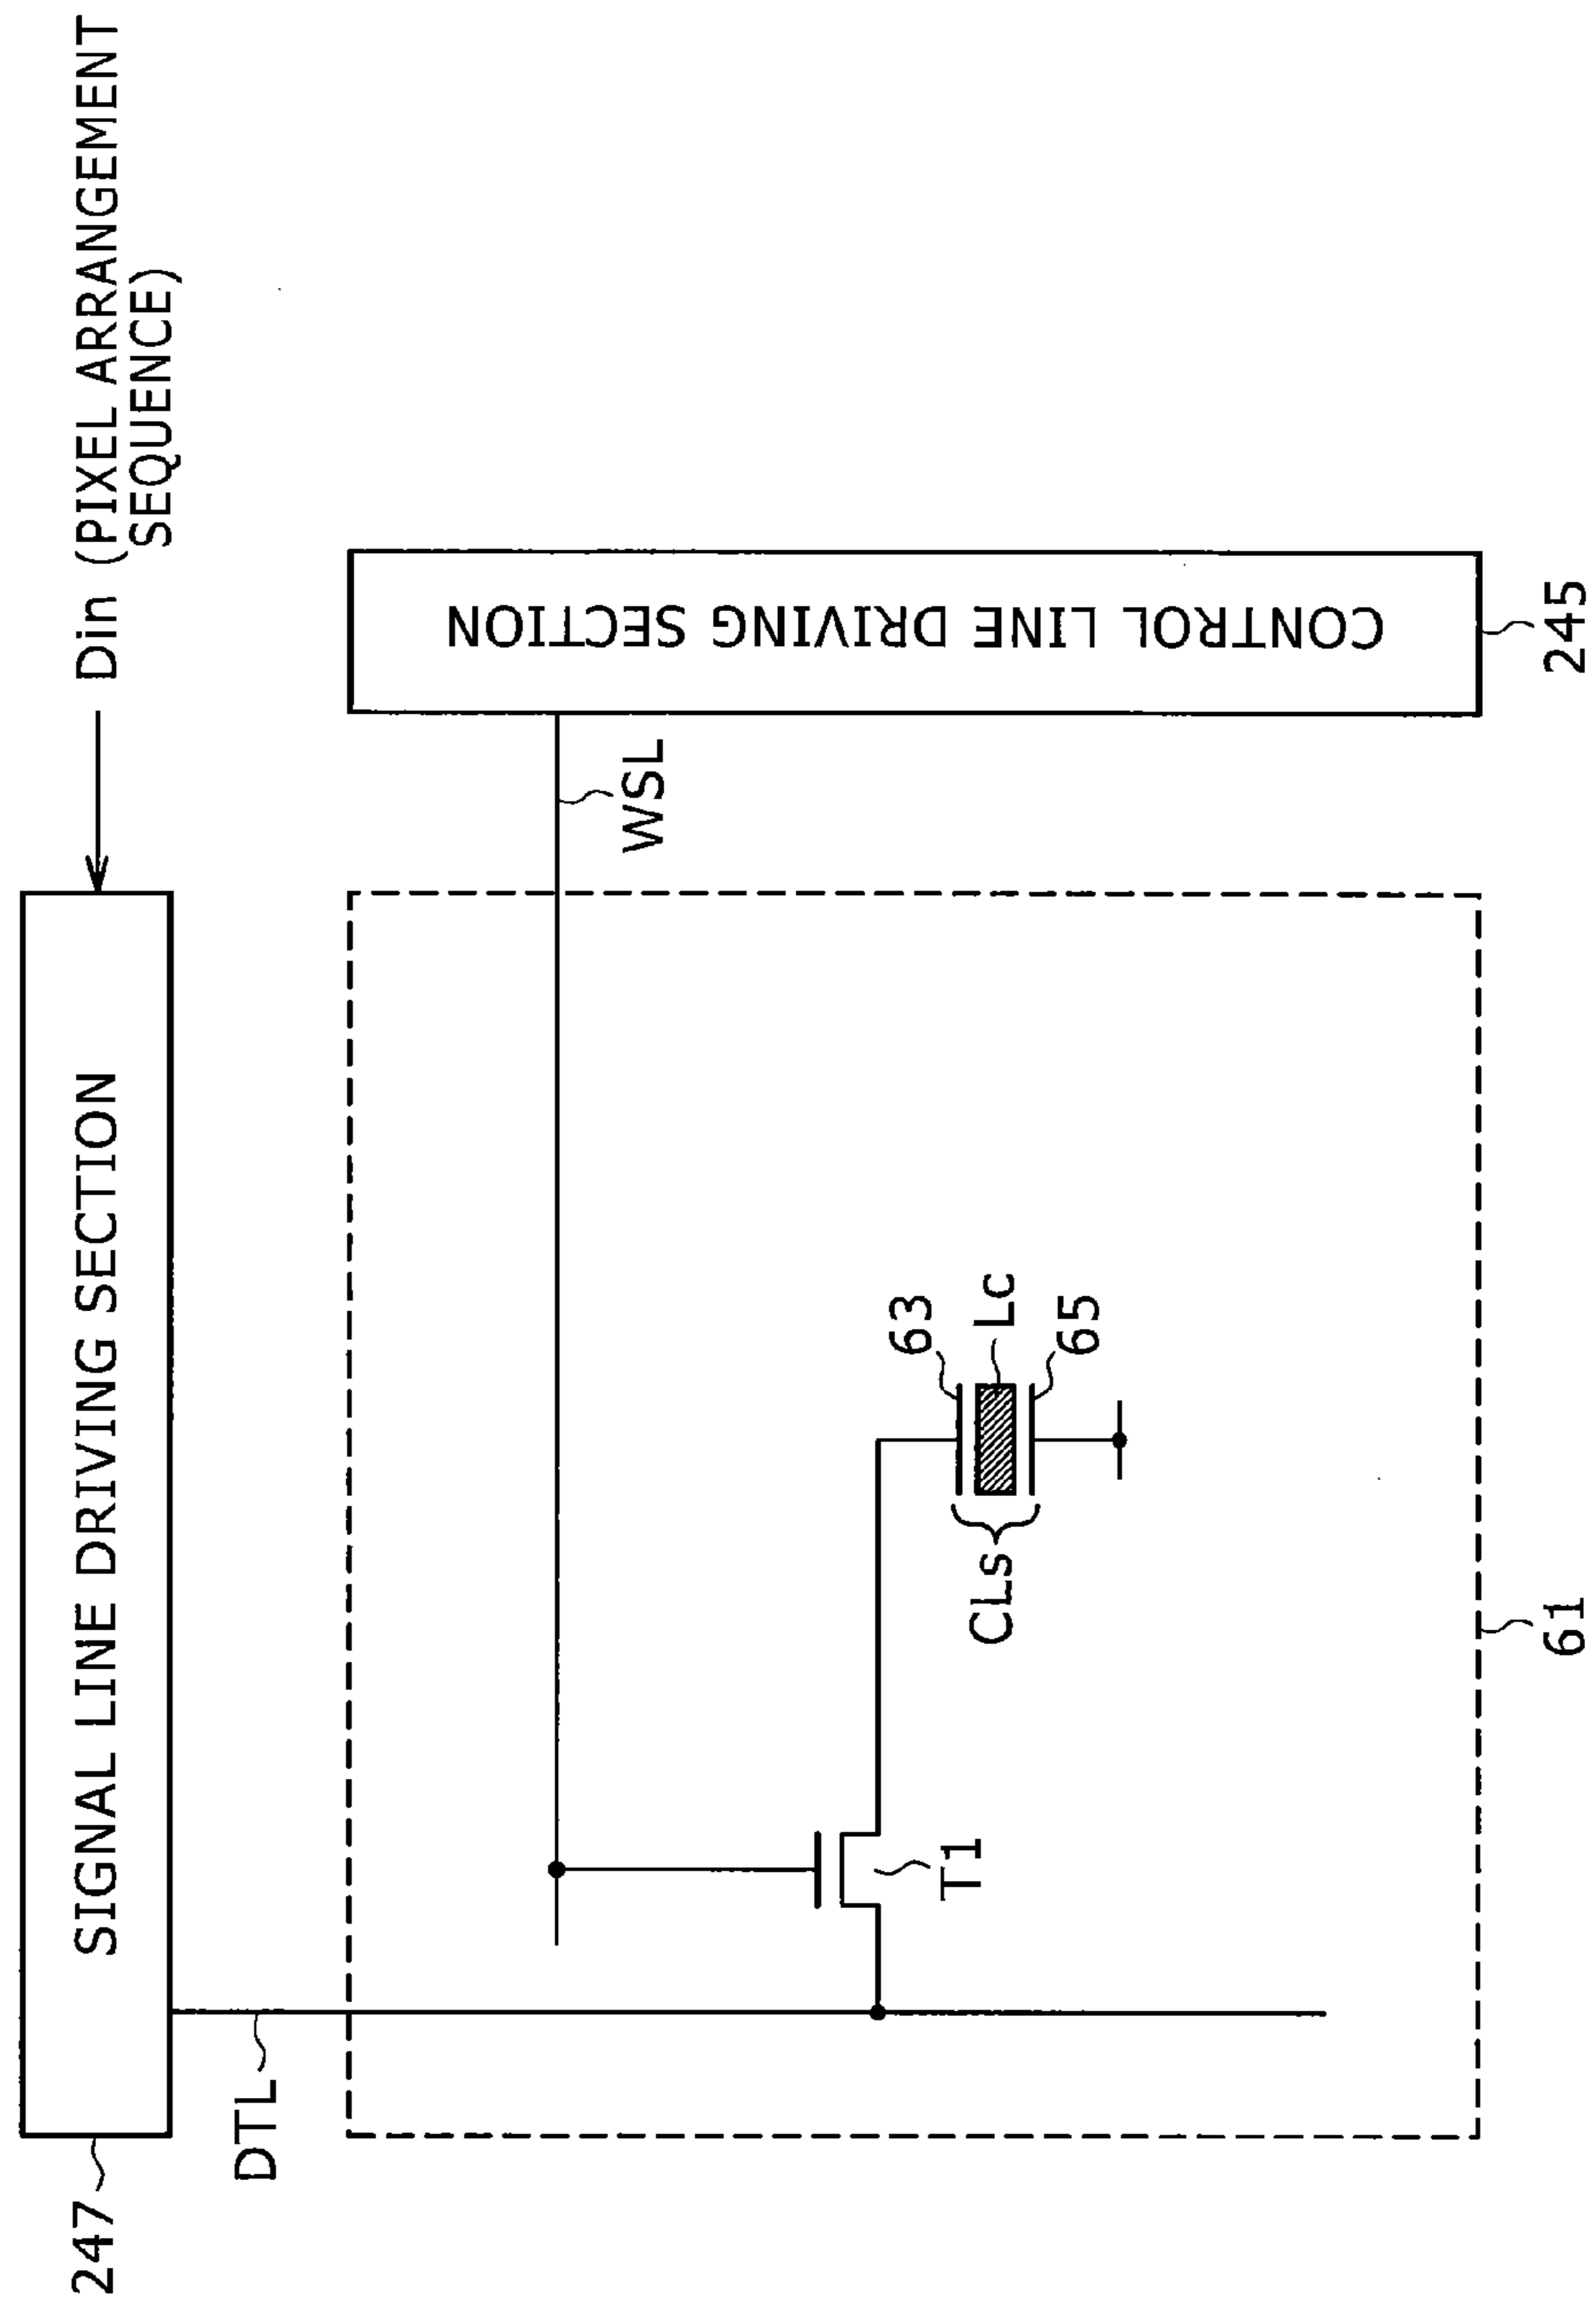 Din (PIXEL ARRANGEMENT
SEQUENCE)
247
SIGNAL LINE DRIVING SECTION
DTL
WSL
CONTROL LINE DRIVING SECTION
245
T1
CLs
63
Lc
65
61